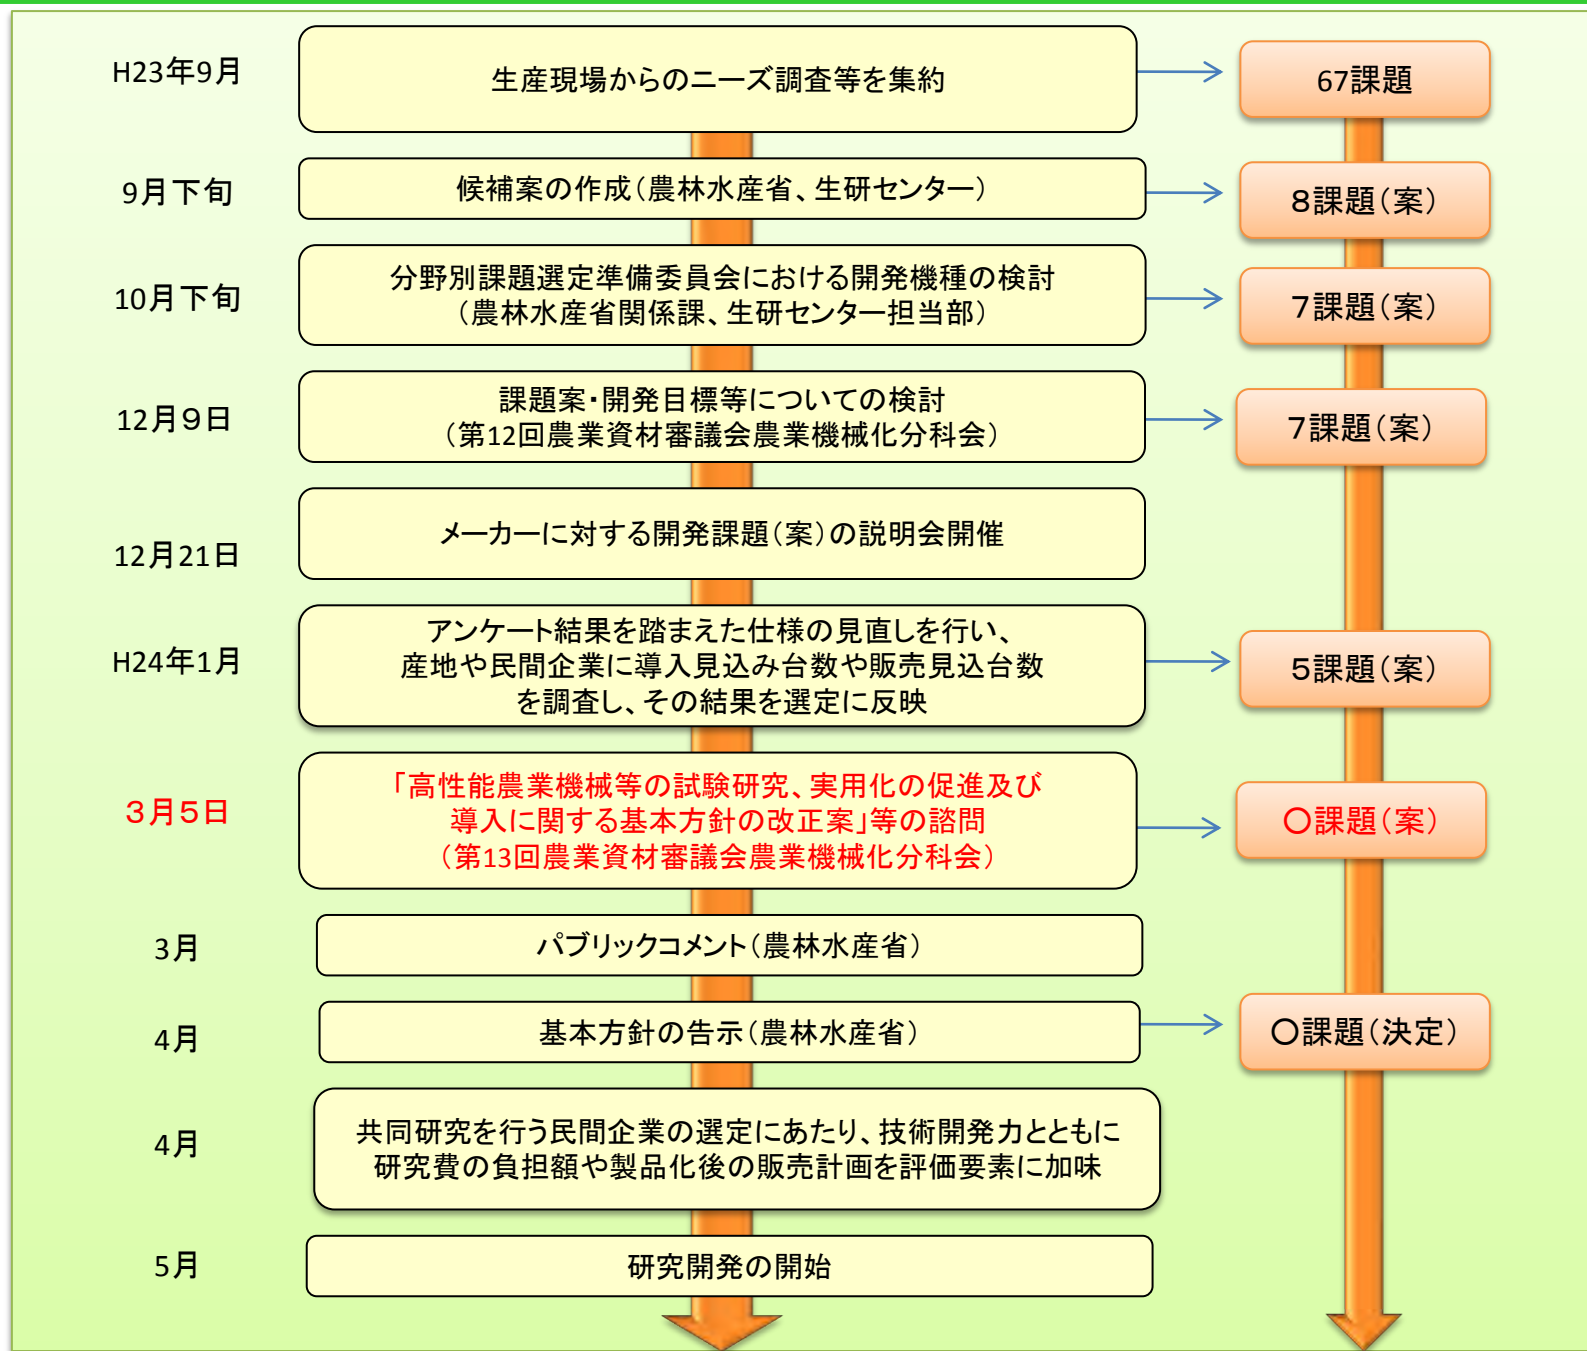 H23年9月
生産現場からのニーズ調査等を集約
67課題
9月下旬
候補案の作成（農林水産省、生研センター）
8課題（案）
10月下旬
分野別課題選定準備委員会における開発機種の検討
（農林水産省関係課、生研センター担当部）
７課題（案）
12月９日
課題案・開発目標等についての検討
（第12回農業資材審議会農業機械化分科会）
７課題（案）
12月21日
メーカーに対する開発課題（案）の説明会開催
H24年１月
アンケート結果を踏まえた仕様の見直しを行い、
産地や民間企業に導入見込み台数や販売見込台数
を調査し、その結果を選定に反映
５課題（案）
３月５日
「高性能農業機械等の試験研究、実用化の促進及び
導入に関する基本方針の改正案」等の諮問
（第13回農業資材審議会農業機械化分科会）
○課題（案）
３月
パブリックコメント（農林水産省）
４月
基本方針の告示（農林水産省）
○課題（決定）
４月
共同研究を行う民間企業の選定にあたり、技術開発力とともに
研究費の負担額や製品化後の販売計画を評価要素に加味
５月
研究開発の開始